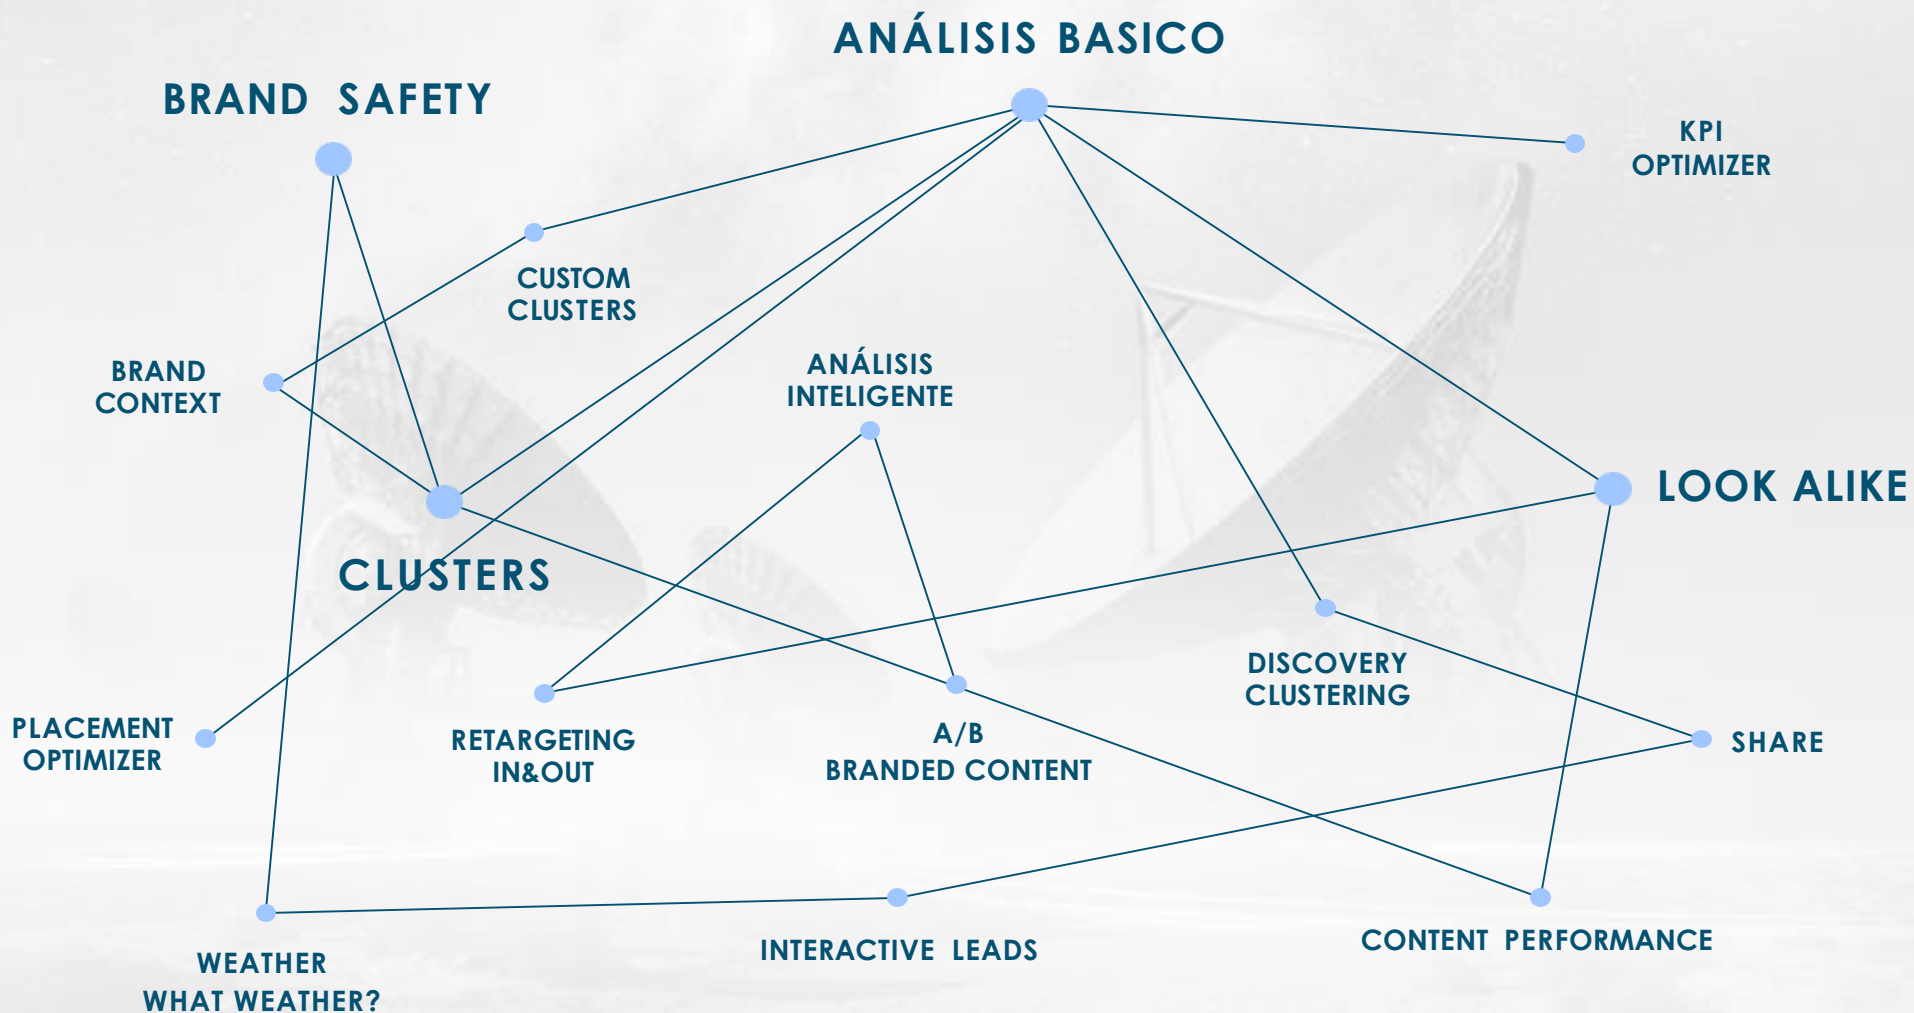 ANÁLISIS BASICO
BRAND SAFETY
KPI
OPTIMIZER
CUSTOM
CLUSTERS
BRAND
CONTEXT
ANÁLISIS
INTELIGENTE
LOOK ALIKE
CLUSTERS
DISCOVERY
CLUSTERING
PLACEMENT
OPTIMIZER
RETARGETING
IN&OUT
A/B
BRANDED CONTENT
SHARE
WEATHER
WHAT WEATHER?
INTERACTIVE LEADS
CONTENT PERFORMANCE